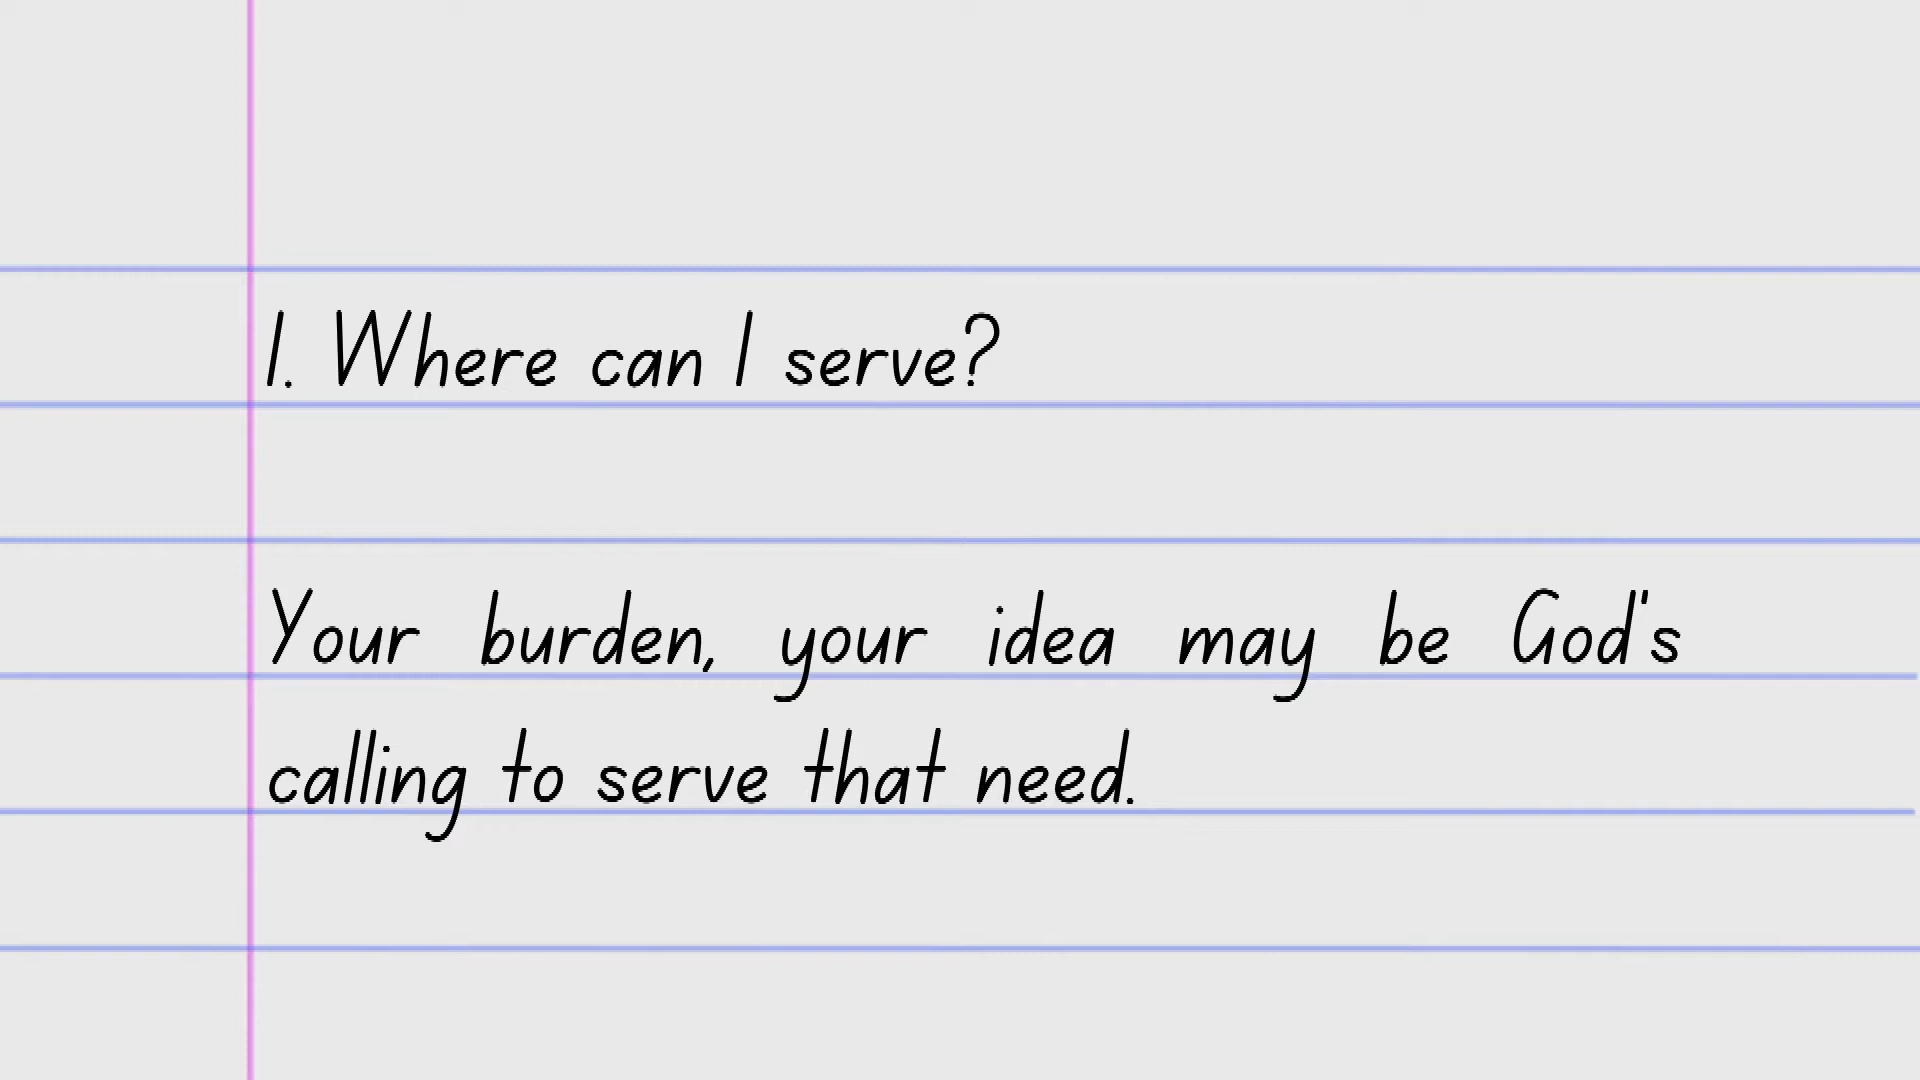 1. Where can I serve?
Your burden, your idea may be God's
calling to serve that need.